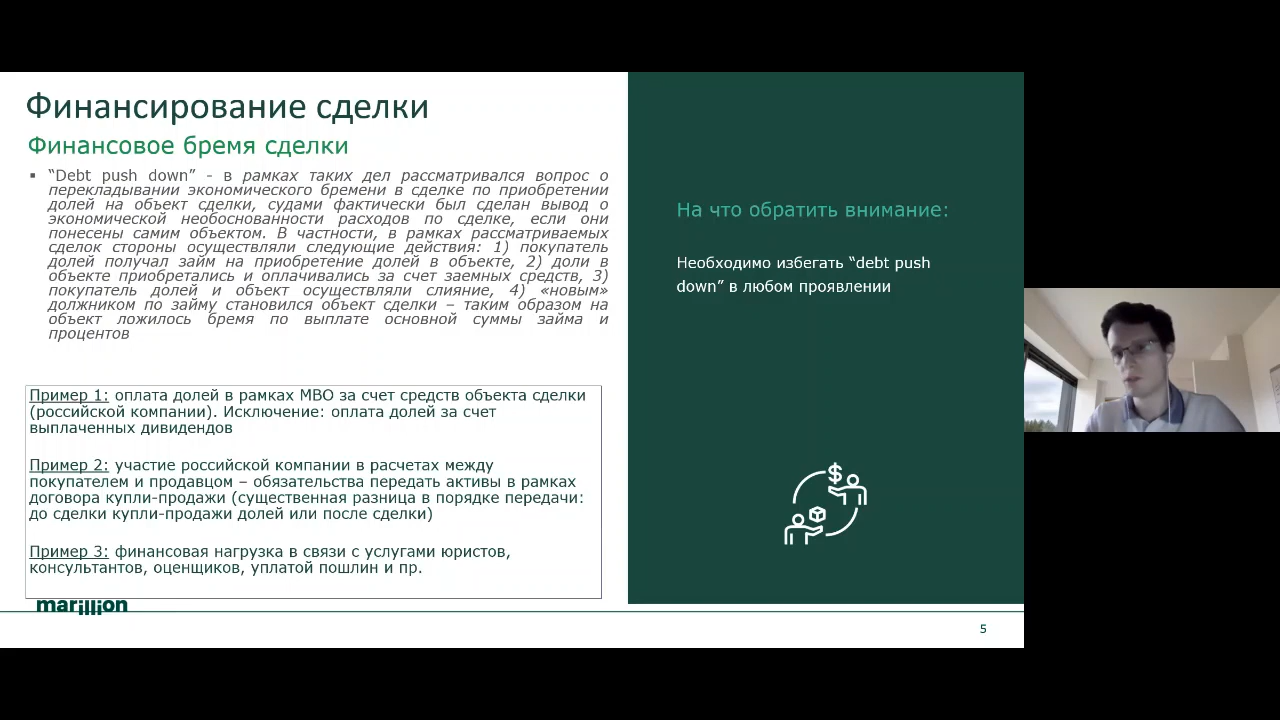 Финансирование сделки
Финансовое бремя сделки
▪ “Debt push down” - в рамках таких дел рассматривался вопрос о
перекладывании экономического бремени в сделке по приобретении
долей на объект сделки, судами фактически был сделан вывод о
экономической необоснованности расходов по сделке, если они
понесены самим объектом. В частности, в рамках рассматриваемых
сделок стороны осуществляли следующие действия: 1) покупатель
долей получал займ на приобретение долей в объекте, 2) доли в
объекте приобретались и оплачивались за счет заемных средств, 3)
покупатель долей и объект осуществляли слияние, 4) «новым»
должником по займу становился объект сделки – таким образом на
объект ложилось бремя по выплате основной суммы займа и
процентов
Пример 1: оплата долей в рамках MBO за счет средств объекта сделки
(российской компании). Исключение: оплата долей за счет
выплаченных дивидендов
Пример 2: участие российской компании в расчетах между
покупателем и продавцом – обязательства передать активы в рамках
договора купли-продажи (существенная разница в порядке передачи:
до сделки купли-продажи долей или после сделки)
Пример 3: финансовая нагрузка в связи с услугами юристов,
консультантов, оценщиков, уплатой пошлин и пр.
marillion
На что обратить внимание:
Необходимо избегать “debt push
down” в любом проявлении
$
5